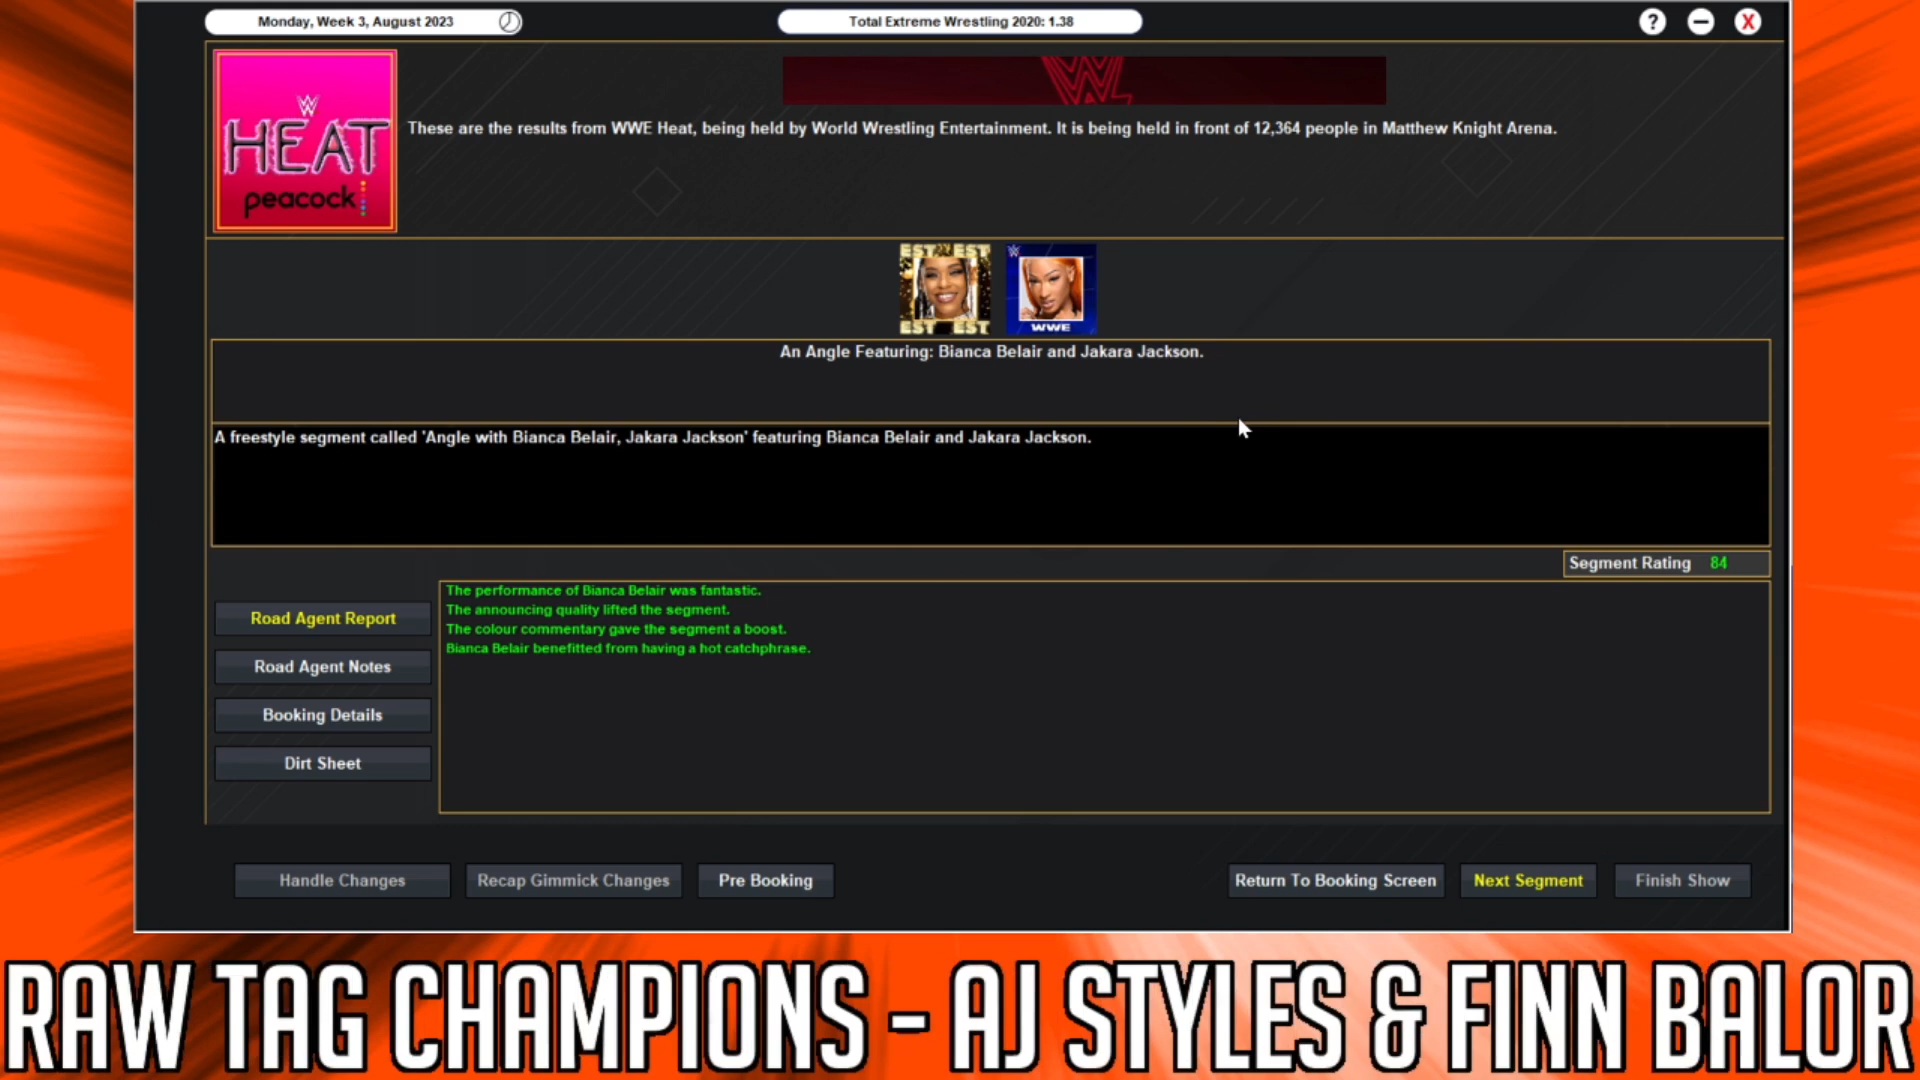 Monday, Week 3, August 2023
Total Extreme Wrestling 2020: 1.38
?
X
W
HEAT
peacock
These are the results from WWE Heat, being held by World Wrestling Entertainment. It is being held in front of 12,364 people in Matthew Knight Arena.
EST EST
EST EST
WWE
An Angle Featuring: Bianca Belair and Jakara Jackson.
A freestyle segment called 'Angle with Bianca Belair, Jakara Jackson' featuring Bianca Belair and Jakara Jackson.
Segment Rating 84
Road Agent Report
Road Agent Notes
Booking Details
Dirt Sheet
The performance of Bianca Belair was fantastic.
The announcing quality lifted the segment.
The colour commentary gave the segment a boost.
Bianca Belair benefitted from having a hot catchphrase.
Handle Changes
Recap Gimmick Changes
Pre Booking
Return To Booking Screen
Next Segment
Finish Show
RAW TAG CHAMPIONS - AJ STYLES & FINN BALOR